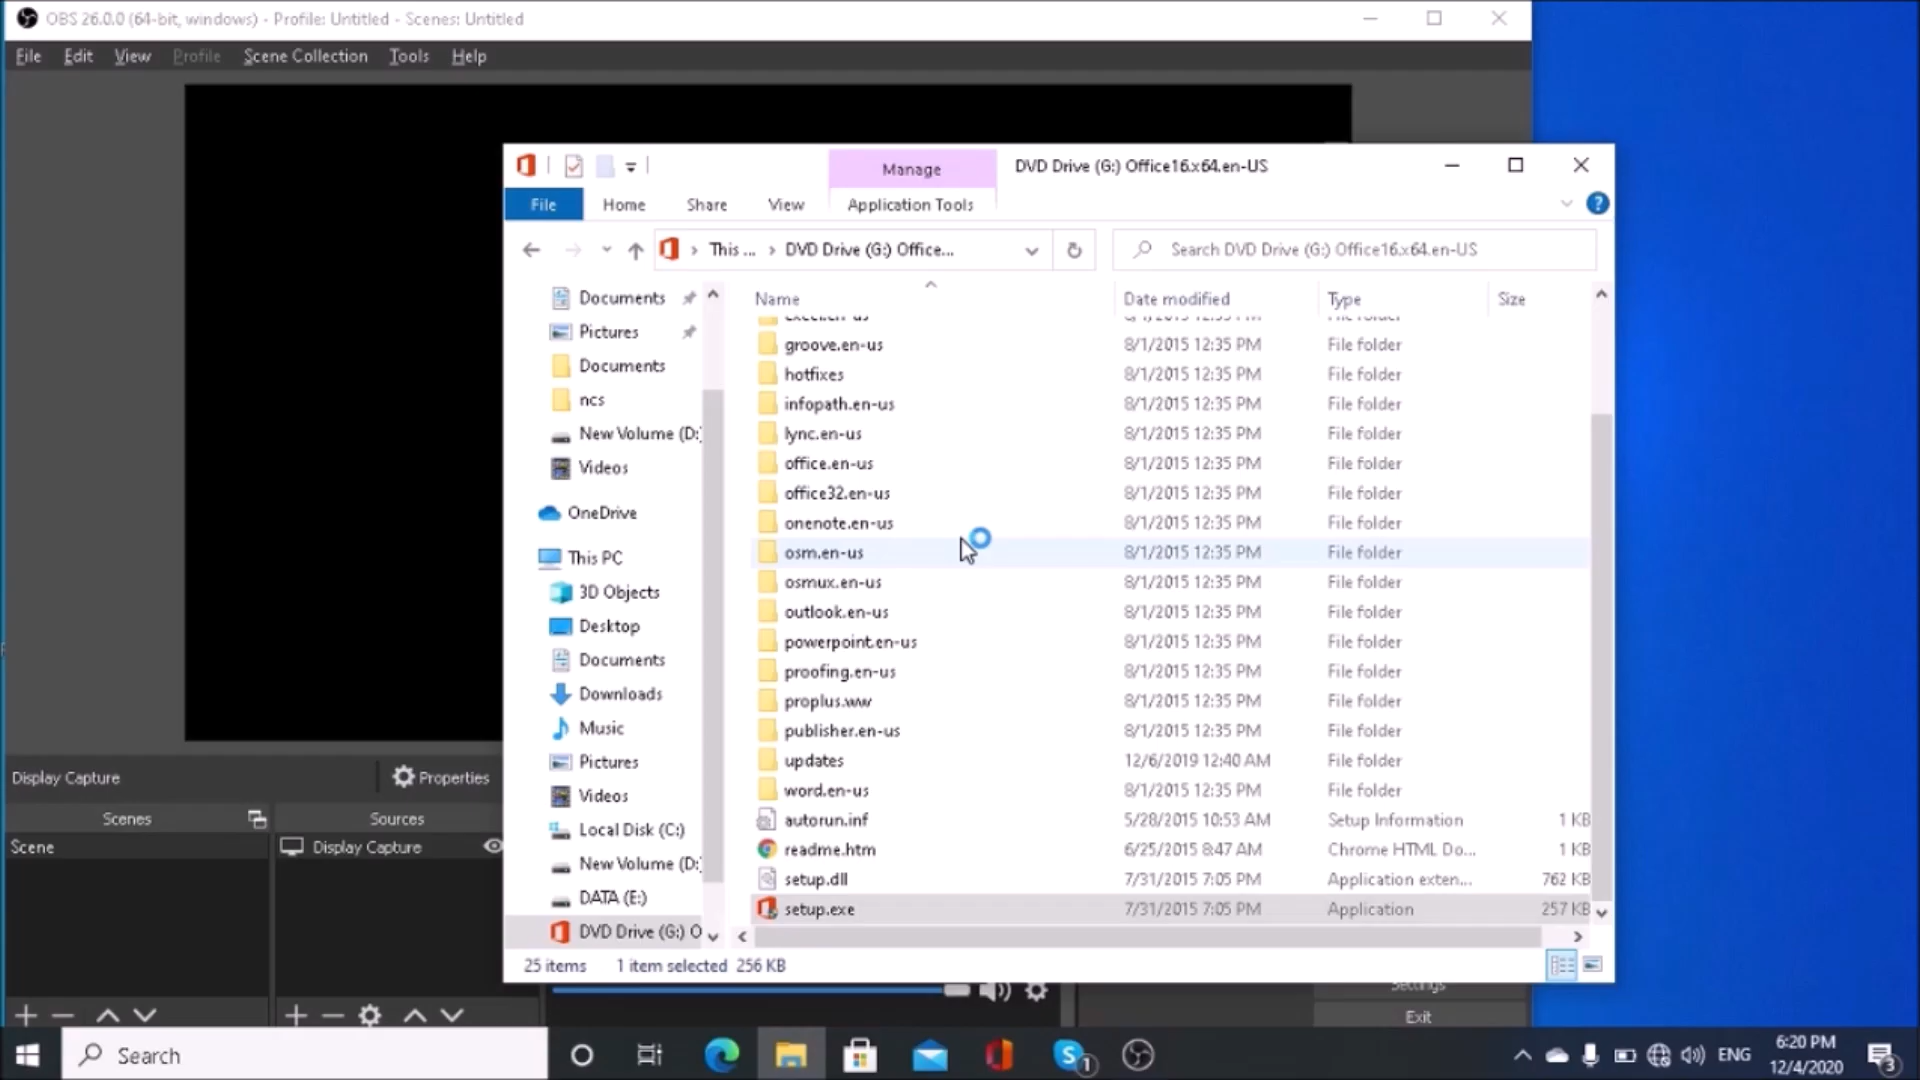 OBS 26.0.0 (64-bit, windows) - Profile: Untitled - Scenes: Untitled
File Edit View Profile Scene Collection Tools Help
Manage DVD Drive (G:) Office16.x64.en-US
File Home Share View Application Tools
This ... DVD Drive (G:) Office... Search DVD Drive (G:) Office16.x64.en-US
Documents
Pictures
Documents
ncs
New Volume (D:)
Videos
OneDrive
This PC
3D Objects
Desktop
Documents
Downloads
Music
Pictures
Videos
Local Disk (C:)
New Volume (D:
DATA (E:)
DVD Drive (G:) O
Name Date modified Type Size
groove.en-us 8/1/2015 12:35 PM File folder
hotfixes 8/1/2015 12:35 PM File folder
infopath.en-us 8/1/2015 12:35 PM File folder
lync.en-us 8/1/2015 12:35 PM File folder
office.en-us 8/1/2015 12:35 PM File folder
office32.en-us 8/1/2015 12:35 PM File folder
onenote.en-us 8/1/2015 12:35 PM File folder
osm.en-us 8/1/2015 12:35 PM File folder
osmux.en-us 8/1/2015 12:35 PM File folder
outlook.en-us 8/1/2015 12:35 PM File folder
powerpoint.en-us 8/1/2015 12:35 PM File folder
proofing.en-us 8/1/2015 12:35 PM File folder
proplus.ww 8/1/2015 12:35 PM File folder
publisher.en-us 8/1/2015 12:35 PM File folder
updates 12/6/2019 12:40 AM File folder
word.en-us 8/1/2015 12:35 PM File folder
autorun.inf 5/28/2015 10:53 AM Setup Information 1 KB
readme.htm 6/25/2015 8:47 AM Chrome HTML Do... 1 KB
setup.dll 7/31/2015 7:05 PM Application exten... 762 KB
setup.exe 7/31/2015 7:05 PM Application 257 KB
25 items 1 item selected 256 KB
Display Capture Properties
Scenes Sources
Scene Display Capture
Settings
Exit
Search
1
ENG
6:20 PM
12/4/2020
3